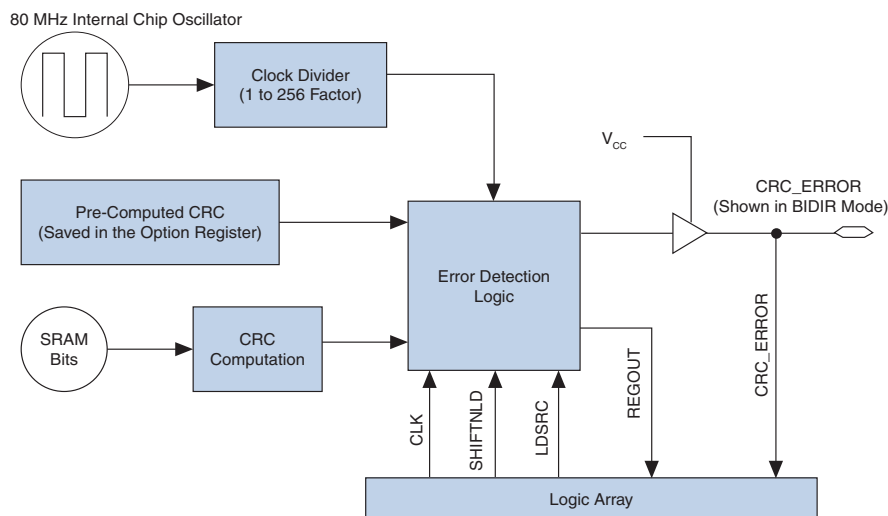 80 MHz Internal Chip Oscillator
Clock Divider
(1 to 256 Factor)
VCC
CRC_ERROR
(Shown in BIDIR Mode)
Pre-Computed CRC
(Saved in the Option Register)
Error Detection
Logic
SRAM
Bits
CRC
Computation
CLK
SHIFTNLD
LDSRC
REGOUT
CRC_ERROR
Logic Array